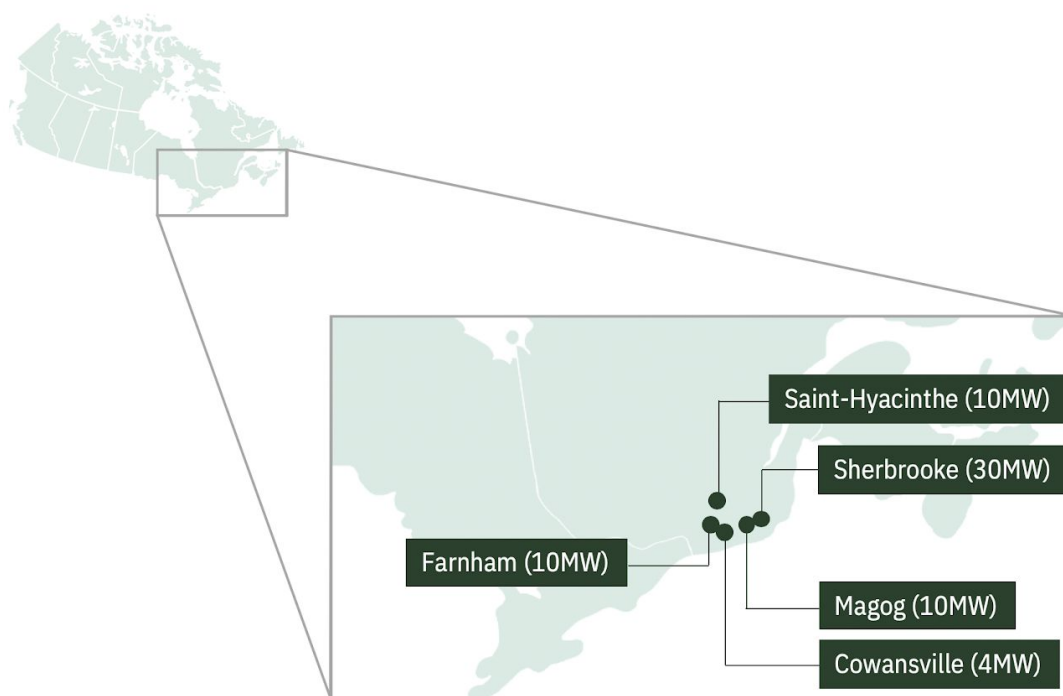 Saint-Hyacinthe (10MW)
Sherbrooke (30MW)
Farnham (10MW)
Magog (10MW)
Cowansville (4MW)